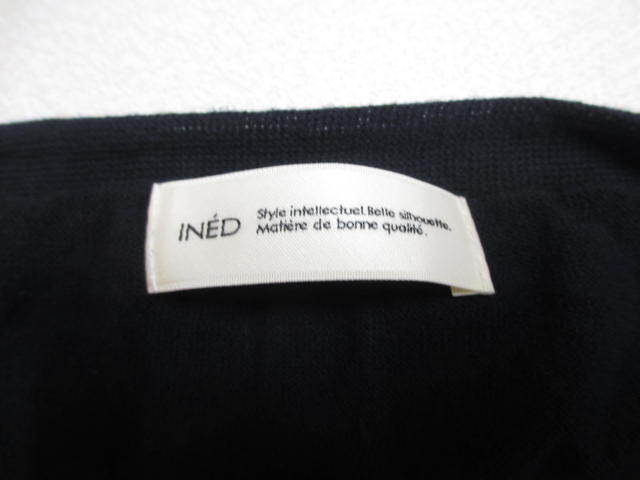 INÉD
Style intellectuel. Belle silhouette.
Matière de bonne qualité.